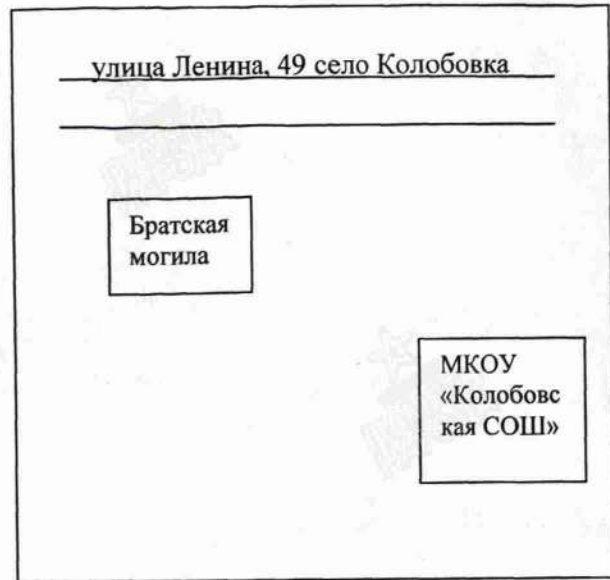 улица Ленина, 49 село Колобовка
Братская
могила
МКОУ
«Колобовс
кая СОШ»